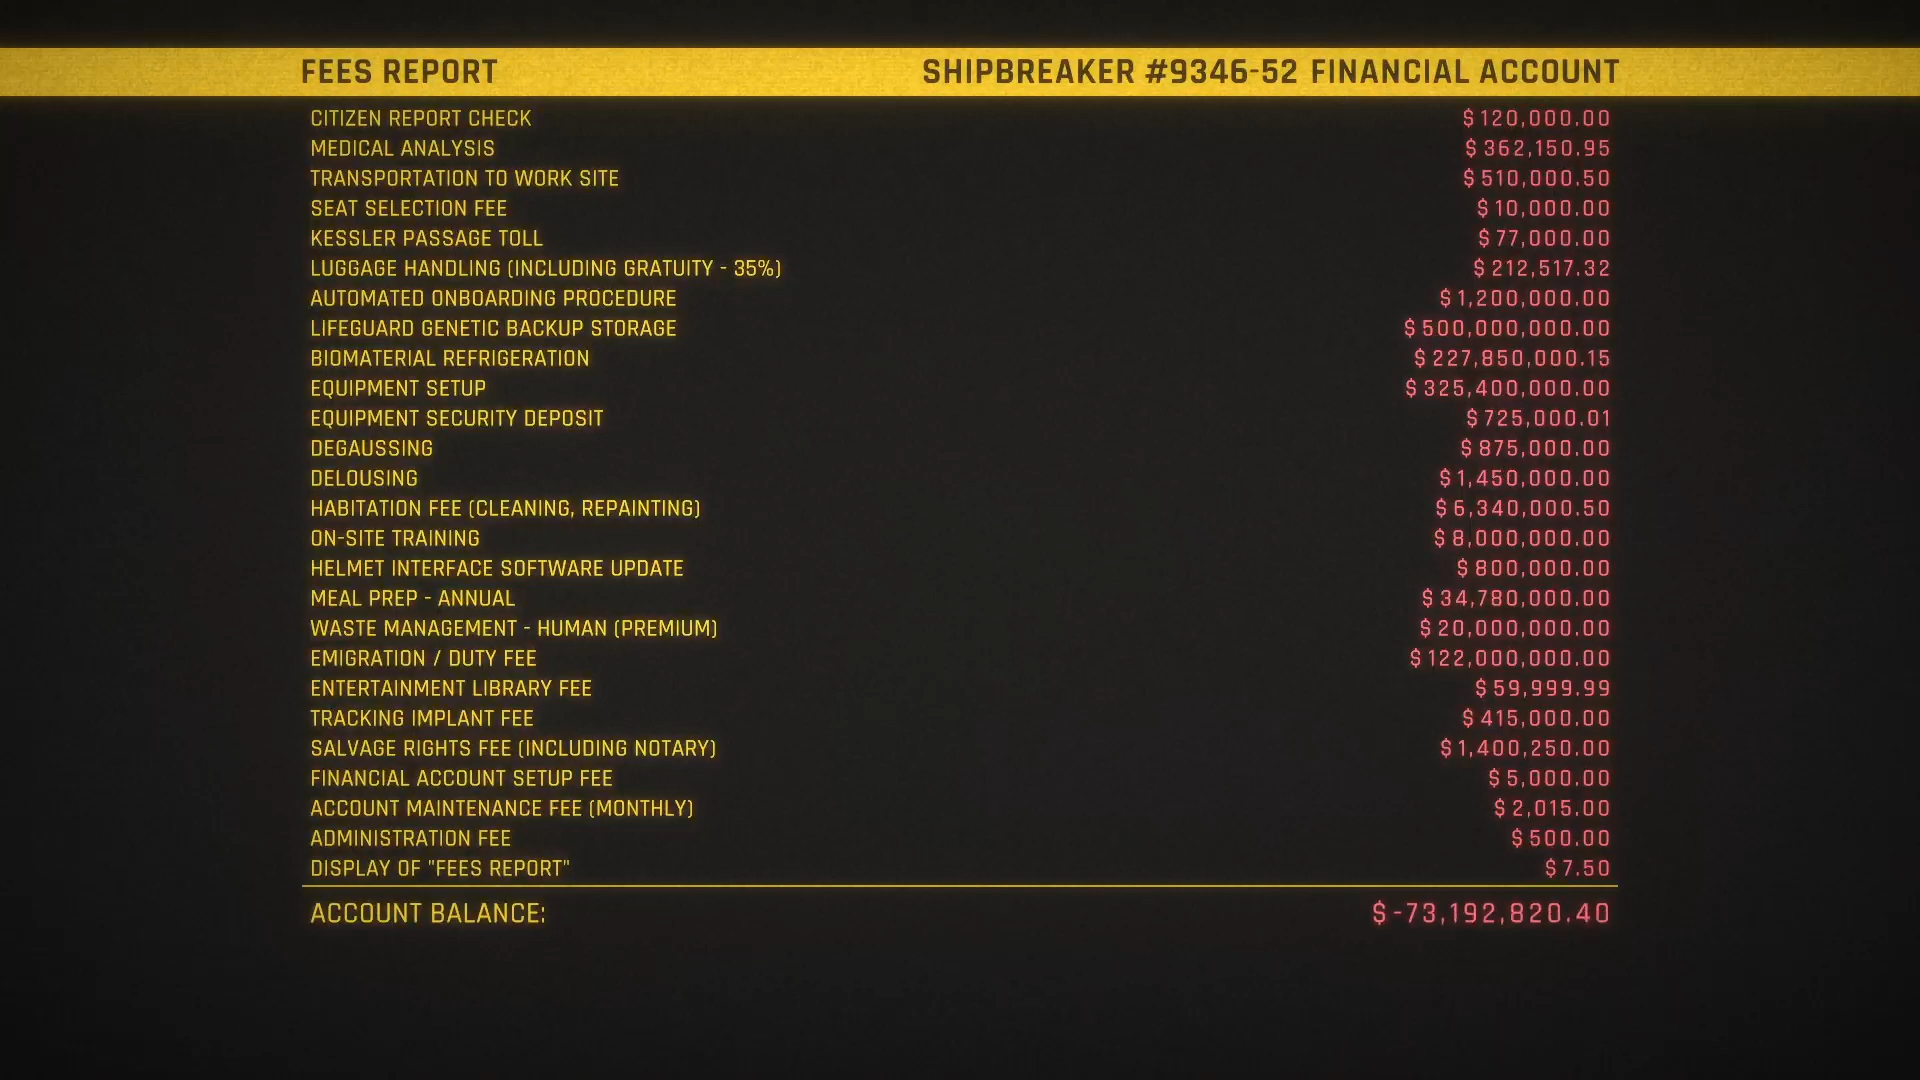 FEES REPORT SHIPBREAKER #9346-52 FINANCIAL ACCOUNT
CITIZEN REPORT CHECK $120,000.00
MEDICAL ANALYSIS $362,150.95
TRANSPORTATION TO WORK SITE $510,000.50
SEAT SELECTION FEE $10,000.00
KESSLER PASSAGE TOLL $77,000.00
LUGGAGE HANDLING (INCLUDING GRATUITY - 35%) $212,517.32
AUTOMATED ONBOARDING PROCEDURE $1,200,000.00
LIFEGUARD GENETIC BACKUP STORAGE $500,000,000.00
BIOMATERIAL REFRIGERATION $227,850,000.15
EQUIPMENT SETUP $325,400,000.00
EQUIPMENT SECURITY DEPOSIT $725,000.01
DEGAUSSING $875,000.00
DELOUSING $1,450,000.00
HABITATION FEE (CLEANING, REPAINTING) $6,340,000.50
ON-SITE TRAINING $8,000,000.00
HELMET INTERFACE SOFTWARE UPDATE $800,000.00
MEAL PREP - ANNUAL $34,780,000.00
WASTE MANAGEMENT - HUMAN (PREMIUM) $20,000,000.00
EMIGRATION / DUTY FEE $122,000,000.00
ENTERTAINMENT LIBRARY FEE $59,999.99
TRACKING IMPLANT FEE $415,000.00
SALVAGE RIGHTS FEE (INCLUDING NOTARY) $1,400,250.00
FINANCIAL ACCOUNT SETUP FEE $5,000.00
ACCOUNT MAINTENANCE FEE (MONTHLY) $2,015.00
ADMINISTRATION FEE $500.00
DISPLAY OF "FEES REPORT" $7.50
ACCOUNT BALANCE: $-73,192,820.40